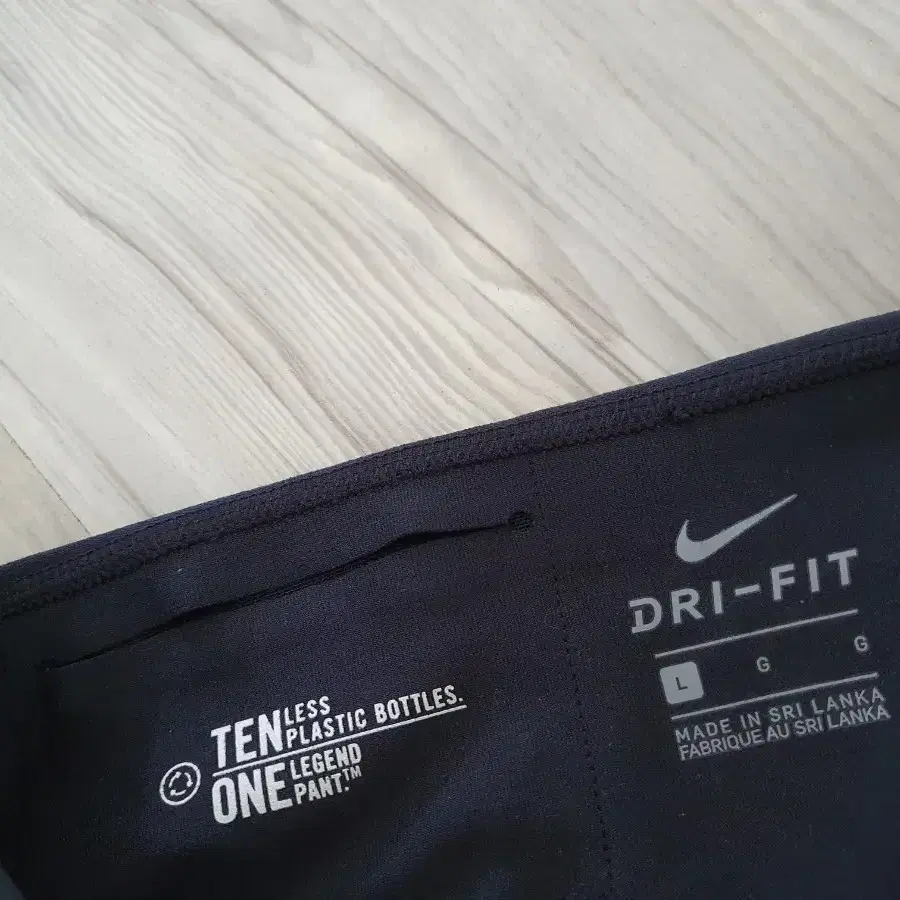 TEN LESS
PLASTIC BOTTLES.
ONE LEGEND
PANT.™
DRI-FIT
L G G
MADE IN SRI LANKA
FABRIQUE AU SRI LANKA